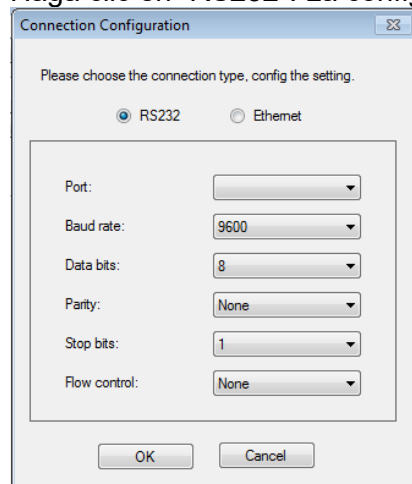 Connection Configuration
Please choose the connection type, config the setting.
RS232 Ethernet
Port:
Baud rate: 9600
Data bits: 8
Parity: None
Stop bits: 1
Flow control: None
OK Cancel